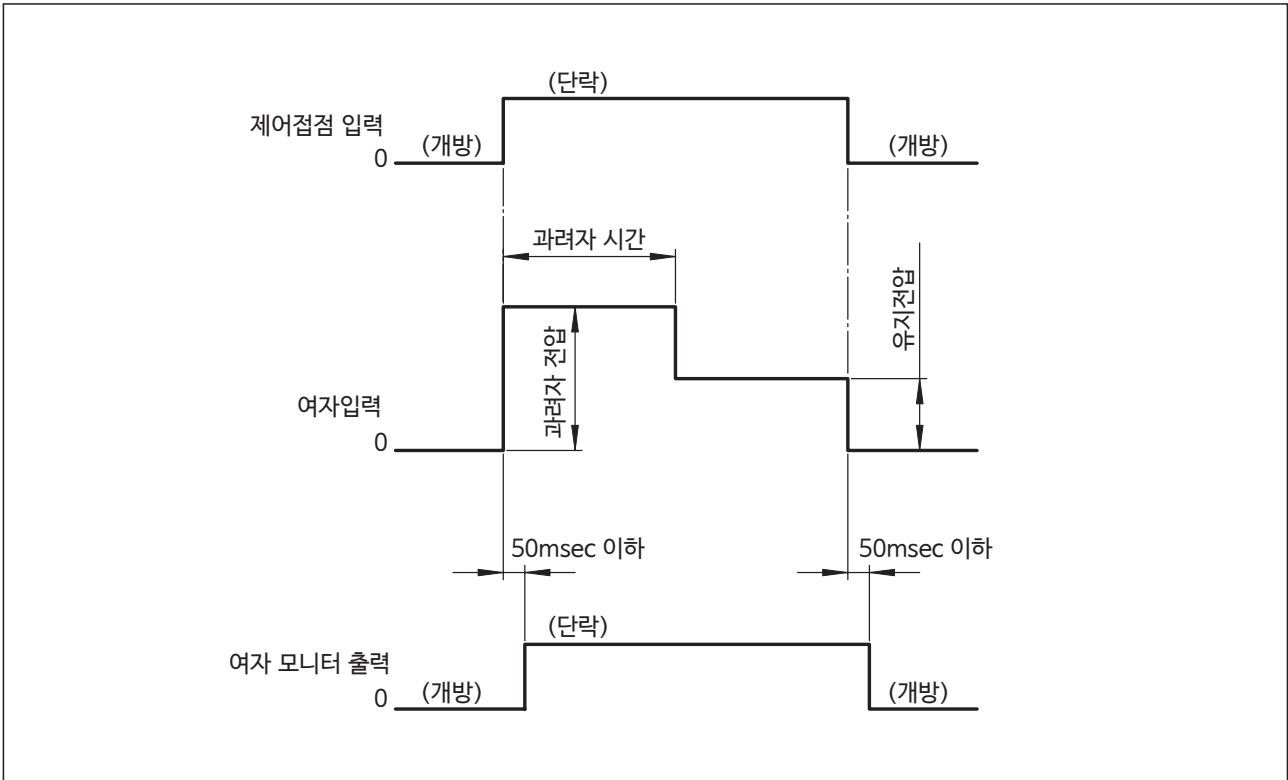 (단락)
제어접점 입력
0 (개방) (개방)
과려자 시간
유지전압
과려자 전압
여자입력
0
50msec 이하 50msec 이하
(단락)
여자 모니터 출력
0 (개방) (개방)